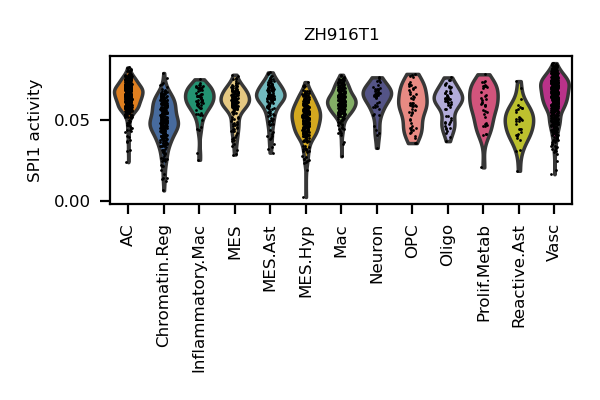 ZH916T1
SPI1 activity
0.05
0.00
AC
Chromatin.Reg
Inflammatory.Mac
MES
MES.Ast
MES.Hyp
Mac
Neuron
OPC
Oligo
Prolif.Metab
Reactive.Ast
Vasc